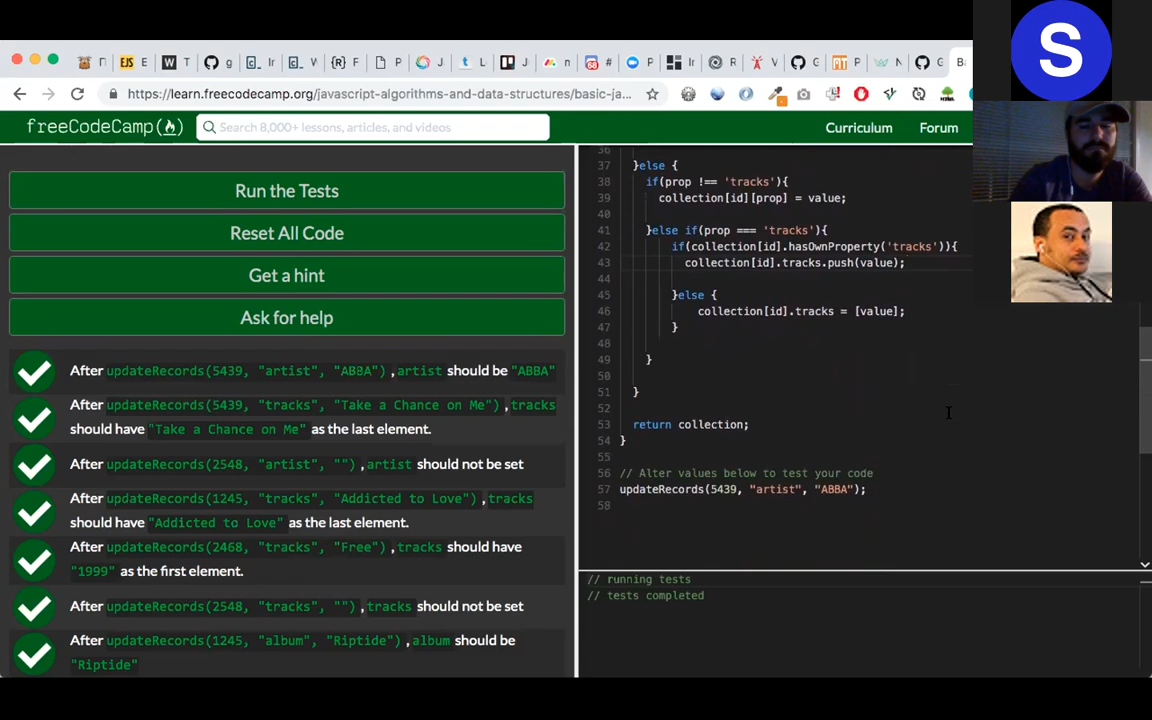 EJS E W T g Ir W {R} F P J L J n 68 # P In R V C P N C Ba
https://learn.freecodecamp.org/javascript-algorithms-and-data-structures/basic-ja...
freeCodeCamp
Search 8,000+ lessons, articles, and videos
Curriculum Forum
Run the Tests
Reset All Code
Get a hint
Ask for help
After updateRecords(5439, "artist", "ABBA") , artist should be "ABBA"
After updateRecords(5439, "tracks", "Take a Chance on Me") , tracks
should have "Take a Chance on Me" as the last element.
After updateRecords(2548, "artist", "") , artist should not be set
After updateRecords(1245, "tracks", "Addicted to Love") , tracks
should have "Addicted to Love" as the last element.
After updateRecords(2468, "tracks", "Free") , tracks should have
"1999" as the first element.
After updateRecords(2548, "tracks", "") , tracks should not be set
After updateRecords(1245, "album", "Riptide") , album should be
"Riptide"
36
37 }else {
38 if(prop !== 'tracks'){
39 collection[id][prop] = value;
40
41 }else if(prop === 'tracks'){
42 if(collection[id].hasOwnProperty('tracks')){
43 collection[id].tracks.push(value);
44
45 }else {
46 collection[id].tracks = [value];
47 }
48
49 }
50
51 }
52
53 return collection;
54 }
55
56 // Alter values below to test your code
57 updateRecords(5439, "artist", "ABBA");
58
// running tests
// tests completed
S